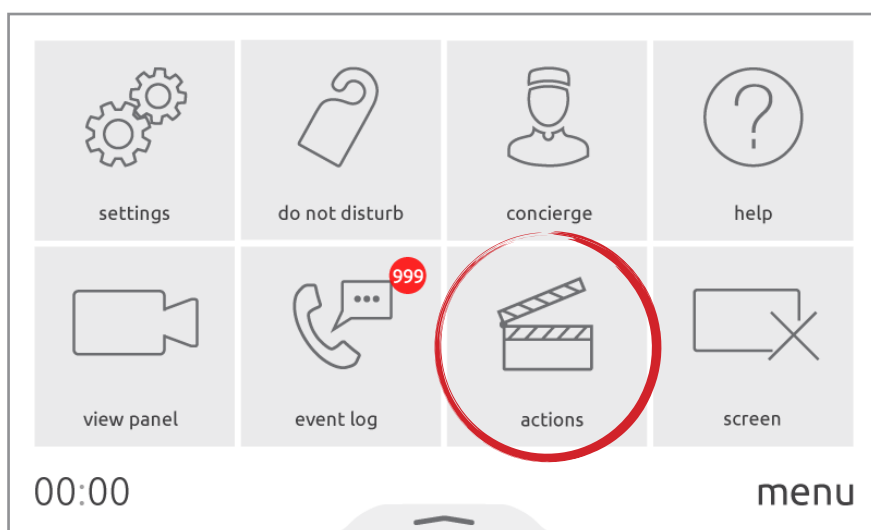 settings do not disturb concierge help
999
view panel event log actions screen
00:00 menu